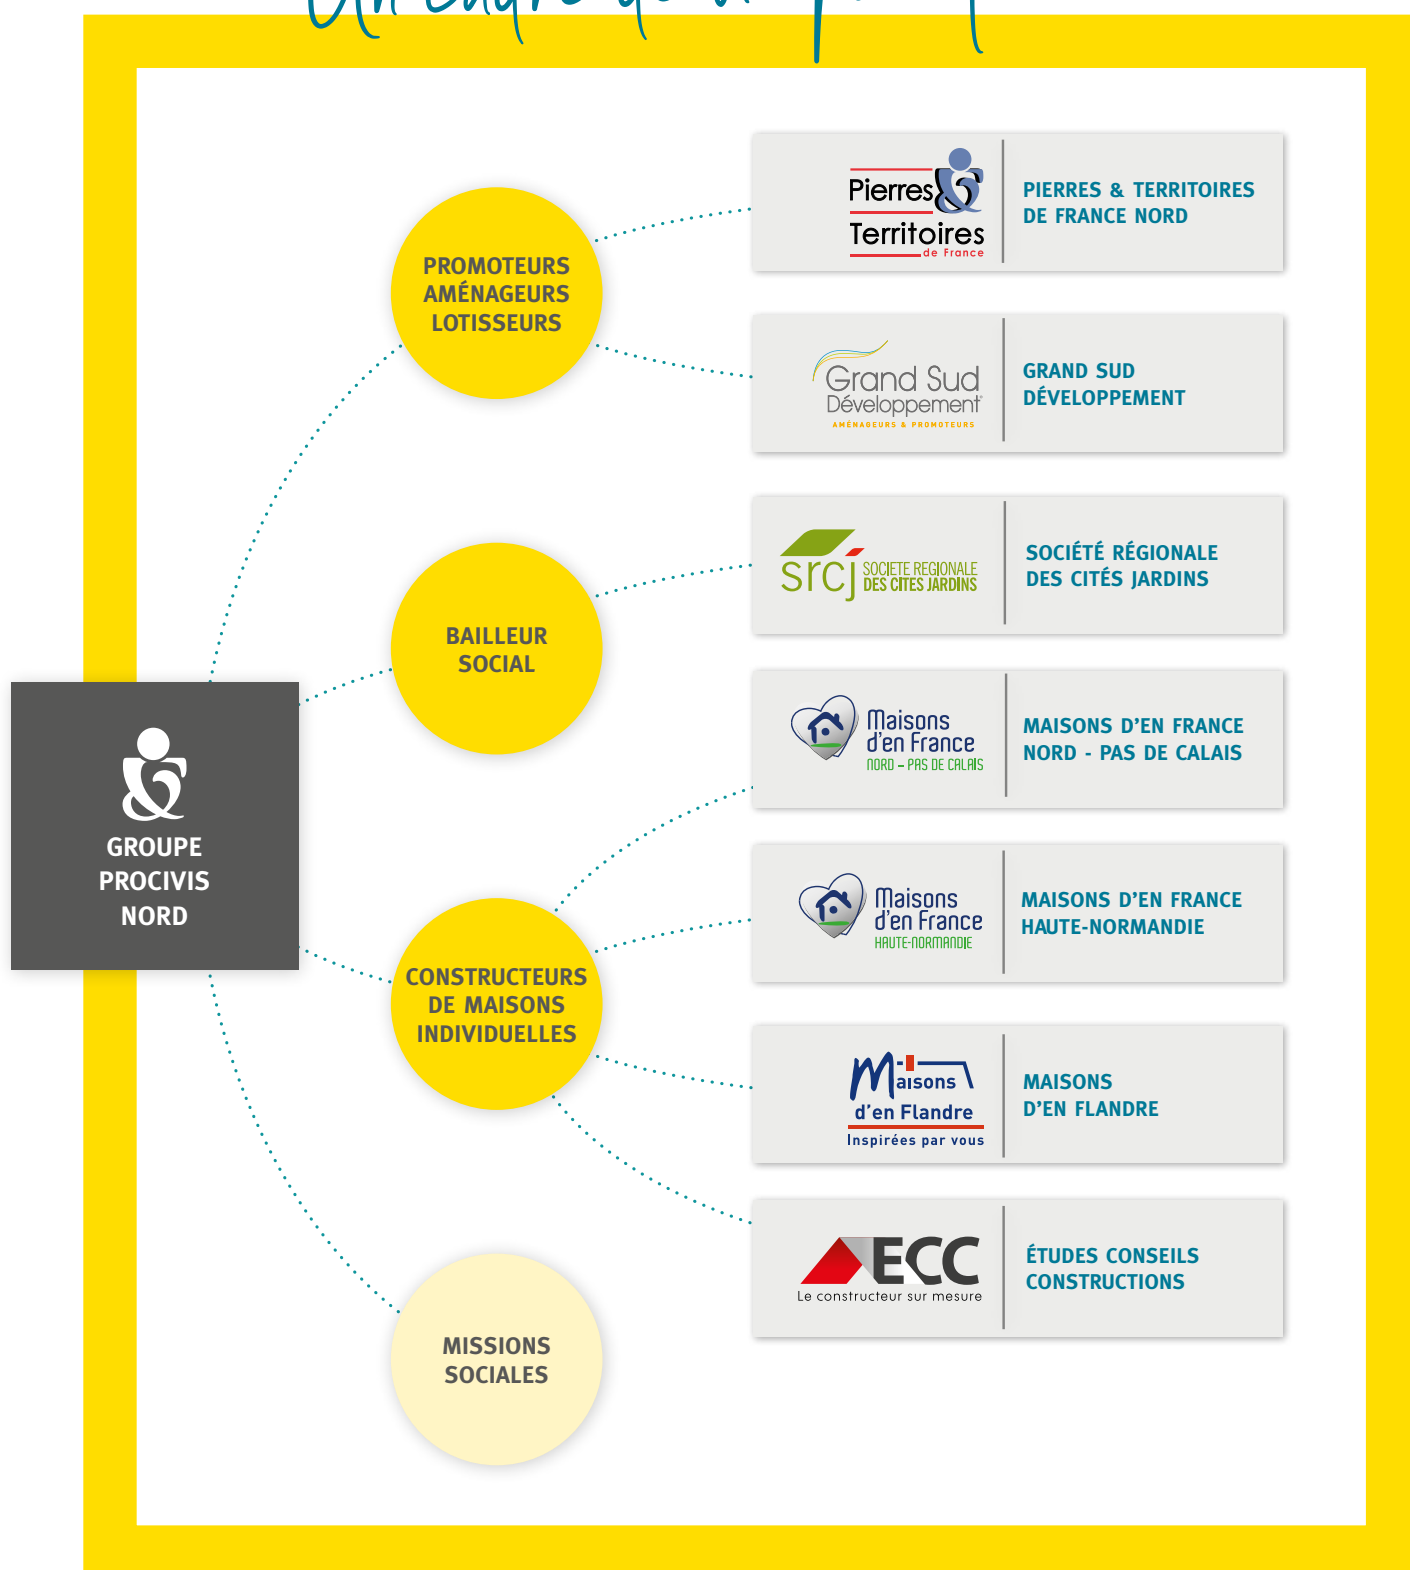 PROMOTEURS
AMÉNAGEURS
LOTISSEURS
Pierres &
Territoires
de France
PIERRES & TERRITOIRES
DE FRANCE NORD
Grand Sud
Développement
AMÉNAGEURS & PROMOTEURS
GRAND SUD
DÉVELOPPEMENT
BAILLEUR
SOCIAL
srcj
SOCIETE REGIONALE
DES CITES JARDINS
SOCIÉTÉ RÉGIONALE
DES CITÉS JARDINS
GROUPE
PROCIVIS
NORD
CONSTRUCTEURS
DE MAISONS
INDIVIDUELLES
Maisons
d'en France
NORD – PAS DE CALAIS
MAISONS D'EN FRANCE
NORD - PAS DE CALAIS
Maisons
d'en France
HAUTE-NORMANDIE
MAISONS D'EN FRANCE
HAUTE-NORMANDIE
Maisons
d'en Flandre
Inspirées par vous
MAISONS
D'EN FLANDRE
ECC
Le constructeur sur mesure
ÉTUDES CONSEILS
CONSTRUCTIONS
MISSIONS
SOCIALES